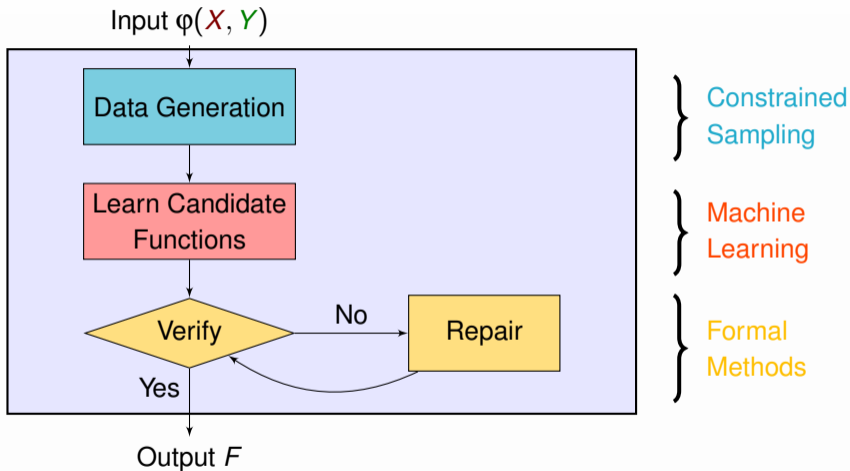 Input φ(X, Y)
Data Generation
Constrained
Sampling
Learn Candidate
Functions
Machine
Learning
Verify
No
Repair
Formal
Methods
Yes
Output F